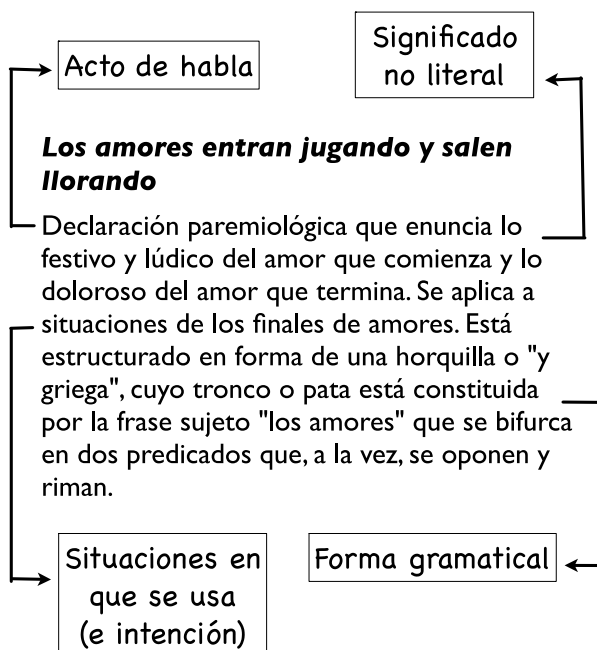 Acto de habla
Significado
no literal
Los amores entran jugando y salen
llorando
Declaración paremiológica que enuncia lo
festivo y lúdico del amor que comienza y lo
doloroso del amor que termina. Se aplica a
situaciones de los finales de amores. Está
estructurado en forma de una horquilla o "y
griega", cuyo tronco o pata está constituida
por la frase sujeto "los amores" que se bifurca
en dos predicados que, a la vez, se oponen y
riman.
Situaciones en
que se usa
(e intención)
Forma gramatical